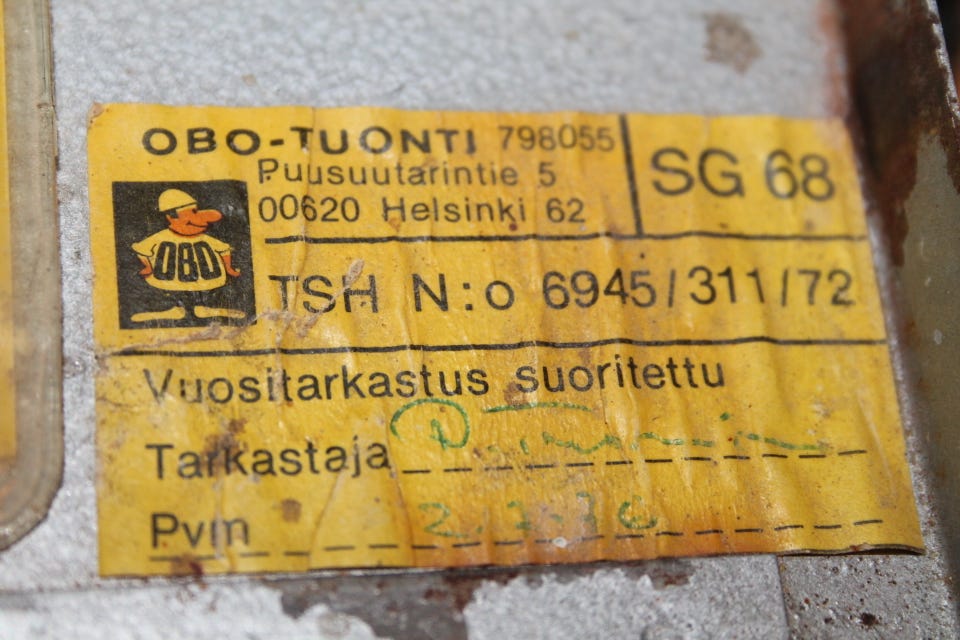 OBO-TUONTI 798055
Puusuutarintie 5
00620 Helsinki 62
SG 68
OBO
TSH N:o 6945/311/72
Vuositarkastus suoritettu
Tarkastaja
Pvm